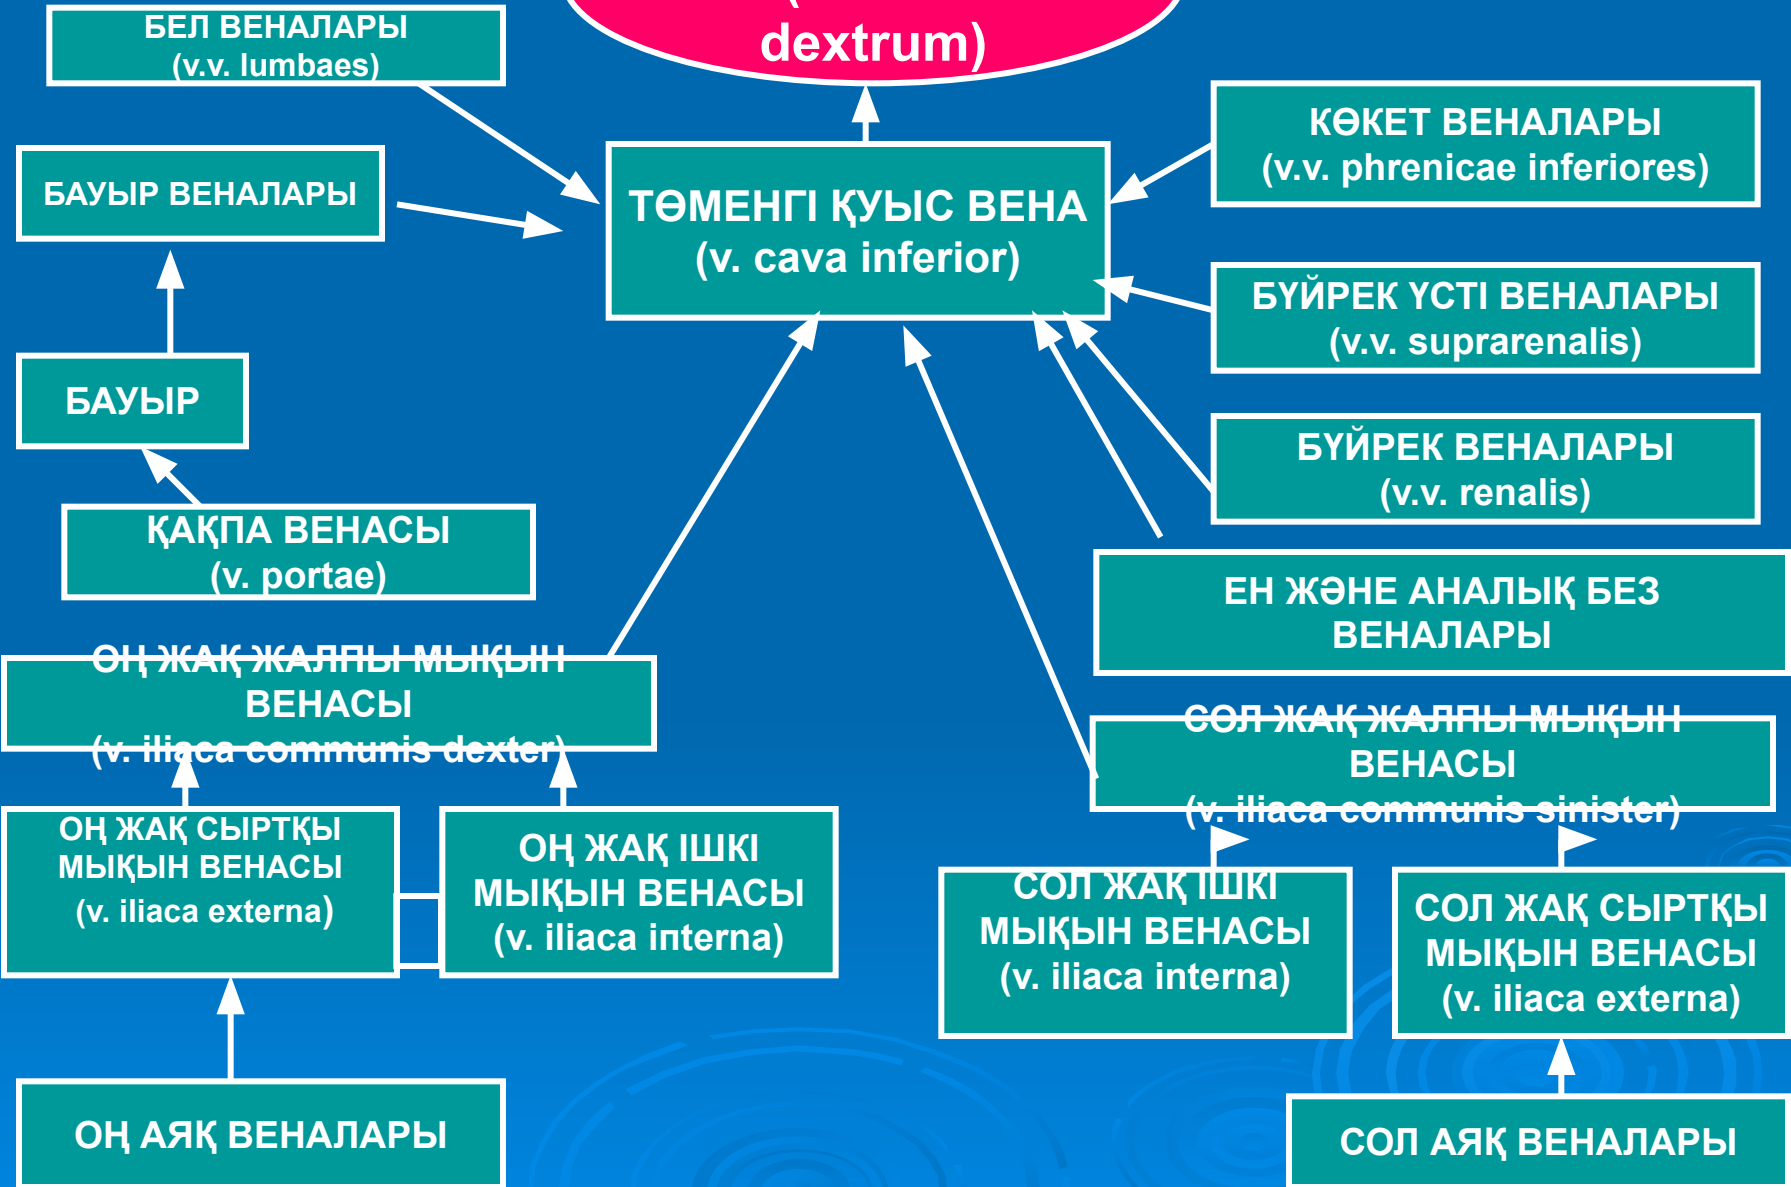 dextrum)
БЕЛ ВЕНАЛАРЫ
(v.v. lumbaes)
БАУЫР ВЕНАЛАРЫ
ТӨМЕНГІ ҚУЫС ВЕНА
(v. cava inferior)
КӨКЕТ ВЕНАЛАРЫ
(v.v. phrenicae inferiores)
БҮЙРЕК ҮСТІ ВЕНАЛАРЫ
(v.v. suprarenalis)
БАУЫР
БҮЙРЕК ВЕНАЛАРЫ
(v.v. renalis)
ҚАҚПА ВЕНАСЫ
(v. portae)
ЕН ЖӘНЕ АНАЛЫҚ БЕЗ
ВЕНАЛАРЫ
ОҢ ЖАҚ ЖАЛПЫ МЫҚЫН
ВЕНАСЫ
(v. iliaca communis dexter)
СОЛ ЖАҚ ЖАЛПЫ МЫҚЫН
ВЕНАСЫ
(v. iliaca communis sinister)
ОҢ ЖАҚ СЫРТҚЫ
МЫҚЫН ВЕНАСЫ
(v. iliaca externa)
ОҢ ЖАҚ ІШКІ
МЫҚЫН ВЕНАСЫ
(v. iliaca iпterna)
СОЛ ЖАҚ ІШКІ
МЫҚЫН ВЕНАСЫ
(v. iliaca interna)
СОЛ ЖАҚ СЫРТҚЫ
МЫҚЫН ВЕНАСЫ
(v. iliaca externa)
ОҢ АЯҚ ВЕНАЛАРЫ
СОЛ АЯҚ ВЕНАЛАРЫ